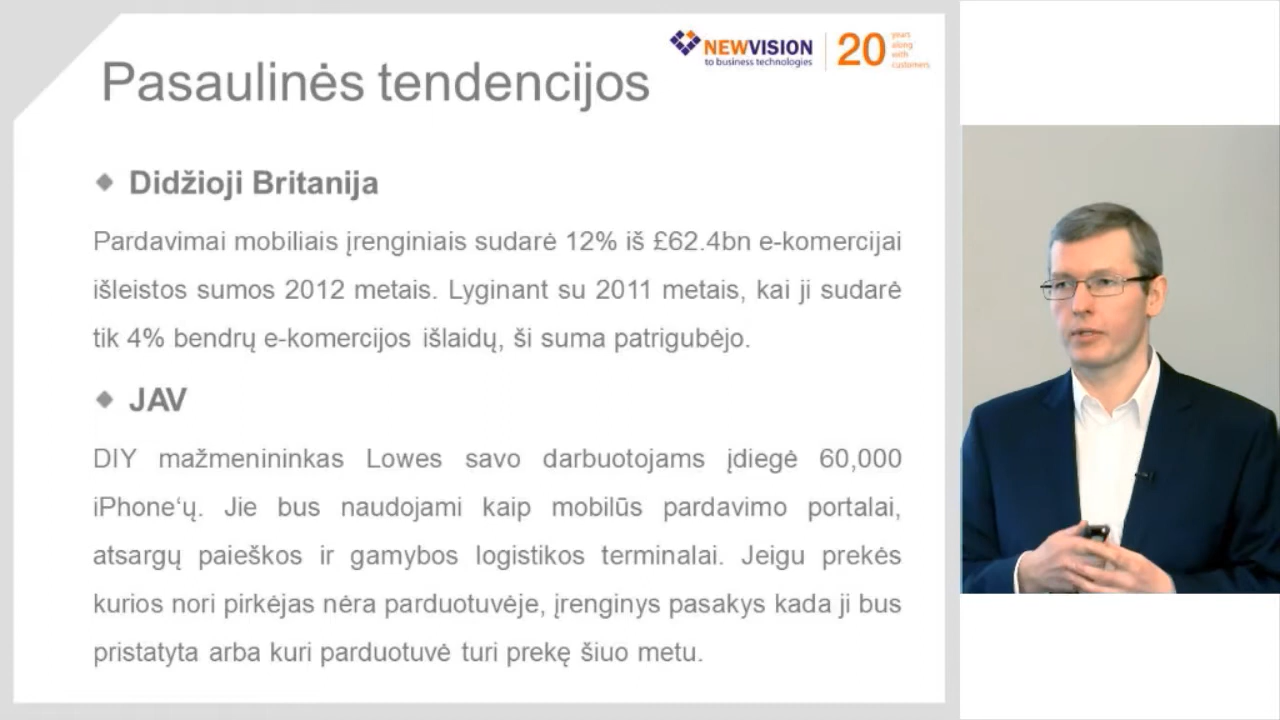 NEWVISION
to business technologies
20
years
along
with
customers
Pasaulinės tendencijos
Didžioji Britanija
Pardavimai mobiliais įrenginiais sudarė 12% iš £62.4bn e-komercijai
išleistos sumos 2012 metais. Lyginant su 2011 metais, kai ji sudarė
tik 4% bendrų e-komercijos išlaidų, ši suma patrigubėjo.
JAV
DIY mažmenininkas Lowes savo darbuotojams įdiegė 60,000
iPhone‘ų. Jie bus naudojami kaip mobilūs pardavimo portalai,
atsargų paieškos ir gamybos logistikos terminalai. Jeigu prekės
kurios nori pirkėjas nėra parduotuvėje, įrenginys pasakys kada ji bus
pristatyta arba kuri parduotuvė turi prekę šiuo metu.